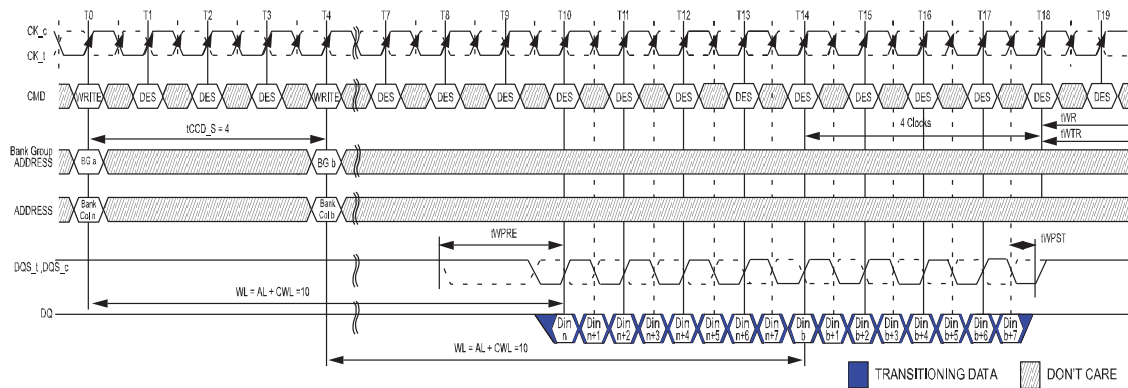 T0 T1 T2 T3 T4 T7 T8 T9 T10 T11 T12 T13 T14 T15 T16 T17 T18 T19
CK_c
CK_t
CMD WRITE DES DES DES WRITE DES DES DES DES DES DES DES DES DES DES DES DES DES
tCCD_S = 4
4 Clocks
tWR
tWTR
Bank Group
ADDRESS
BG a
BG b
ADDRESS
Bank
Col n
Bank
Col b
tWPRE
tWPST
DQS_t ,DQS_c
WL = AL + CWL =10
DQ
Din Din Din Din Din Din Din Din Din Din Din Din Din Din Din Din
n n+1 n+2 n+3 n+4 n+5 n+6 n+7 b b+1 b+2 b+3 b+4 b+5 b+6 b+7
WL = AL + CWL =10
TRANSITIONING DATA
DON'T CARE